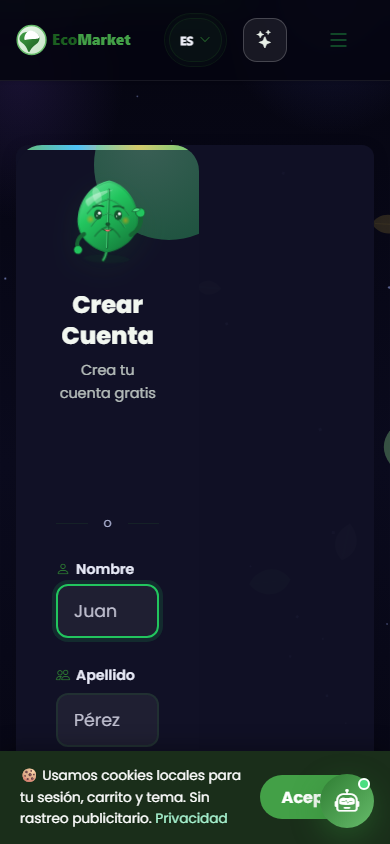 EcoMarket
ES
Crear
Cuenta
Crea tu
cuenta gratis
o
Nombre
Juan
Apellido
Pérez
Usamos cookies locales para
tu sesión, carrito y tema. Sin
rastreo publicitario. Privacidad